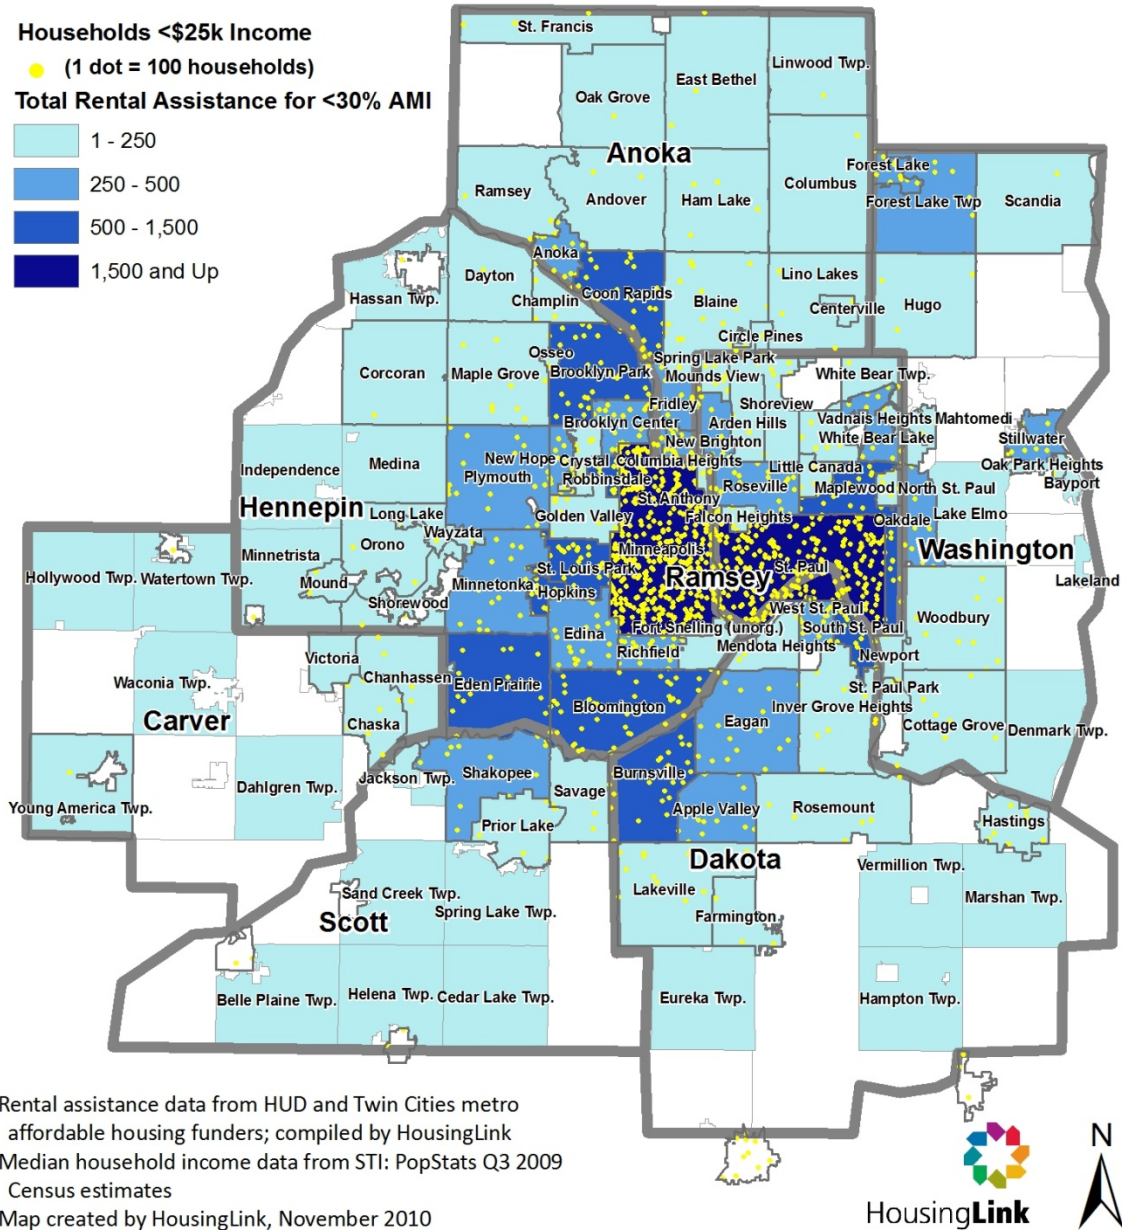 Households <$25k Income
(1 dot = 100 households)
Total Rental Assistance for <30% AMI
1 - 250
250 - 500
500 - 1,500
1,500 and Up
St. Francis
Linwood Twp.
East Bethel
Oak Grove
Anoka
Forest Lake
Columbus
Ramsey
Andover
Ham Lake
Forest Lake Twp
Scandia
Anoka
Dayton
Lino Lakes
Hassan Twp.
Champlin
Coon Rapids
Blaine
Centerville
Hugo
Circle Pines
Osseo
Spring Lake Park
Corcoran
Maple Grove
Brooklyn Park
Mounds View
White Bear Twp.
Fridley
Shoreview
Brooklyn Center
Arden Hills
Vadnais Heights
Mahtomedi
New Brighton
White Bear Lake
Stillwater
Independence
Medina
New Hope
Crystal
Columbia Heights
Little Canada
Oak Park Heights
Plymouth
Robbinsdale
Roseville
Maplewood
North St. Paul
Bayport
Hennepin
Long Lake
St. Anthony
Golden Valley
Falcon Heights
Oakdale
Lake Elmo
Wayzata
Minnetrista
Orono
Minneapolis
Washington
Hollywood Twp.
Watertown Twp.
Mound
Minnetonka
St. Louis Park
Ramsey
St. Paul
Lakeland
Shorewood
Hopkins
West St. Paul
Woodbury
Edina
Fort Snelling (unorg.)
South St. Paul
Richfield
Mendota Heights
Newport
Victoria
Waconia Twp.
Chanhassen
Eden Prairie
St. Paul Park
Carver
Chaska
Bloomington
Eagan
Inver Grove Heights
Cottage Grove
Denmark Twp.
Jackson Twp.
Shakopee
Burnsville
Dahlgren Twp.
Savage
Young America Twp.
Apple Valley
Rosemount
Prior Lake
Hastings
Dakota
Vermillion Twp.
Sand Creek Twp.
Lakeville
Marshan Twp.
Scott
Spring Lake Twp.
Farmington
Belle Plaine Twp.
Helena Twp.
Cedar Lake Twp.
Eureka Twp.
Hampton Twp.
Rental assistance data from HUD and Twin Cities metro
affordable housing funders; compiled by HousingLink
Median household income data from STI: PopStats Q3 2009
Census estimates
Map created by HousingLink, November 2010
HousingLink
N